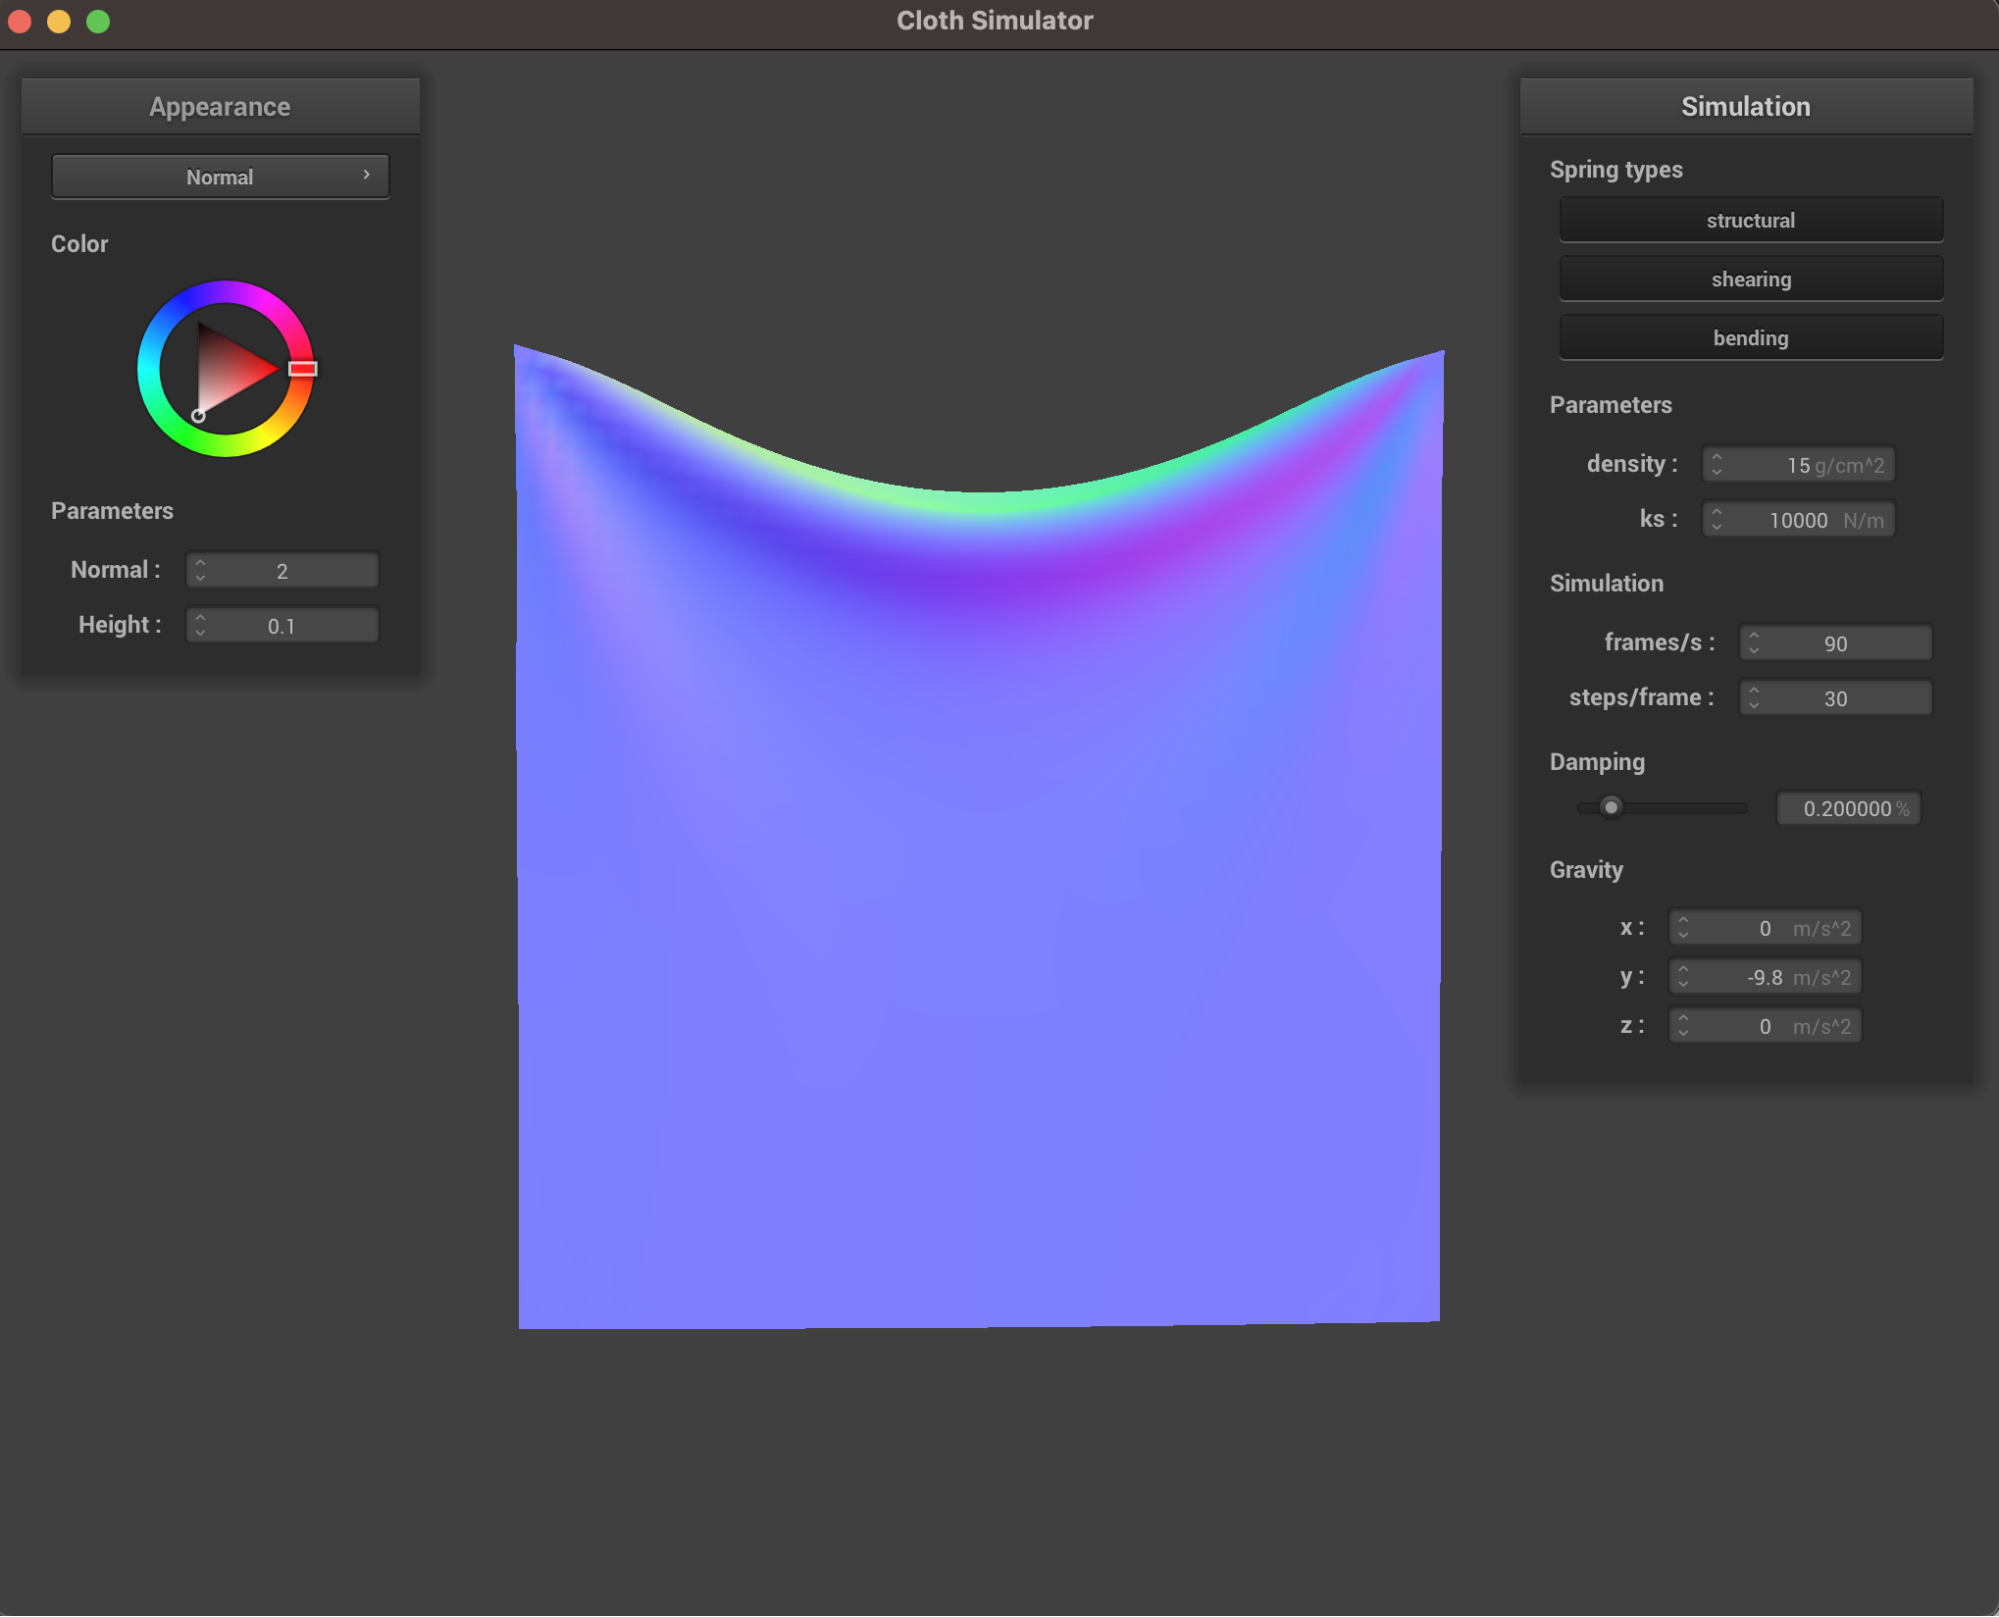 Cloth Simulator
Appearance
Normal
Color
Parameters
Normal : 2
Height : 0.1
Simulation
Spring types
structural
shearing
bending
Parameters
density : 15 g/cm^2
ks : 10000 N/m
Simulation
frames/s : 90
steps/frame : 30
Damping
0.200000 %
Gravity
x : 0 m/s^2
y : -9.8 m/s^2
z : 0 m/s^2